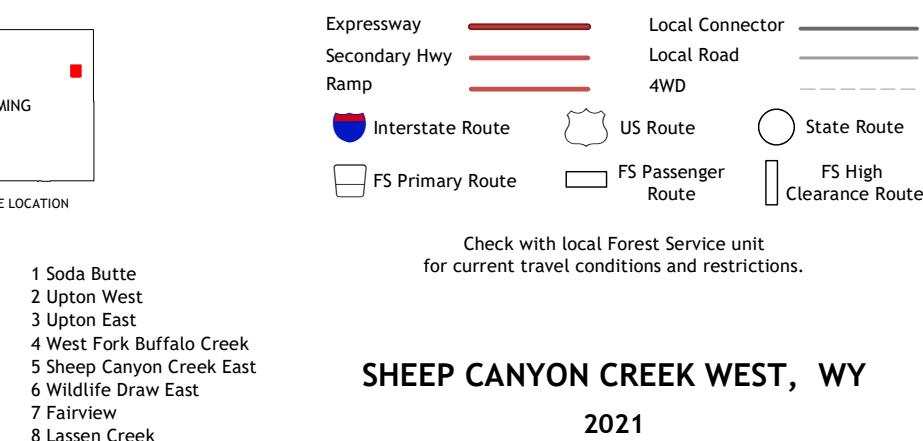 MING
E LOCATION
Expressway
Secondary Hwy
Ramp
Local Connector
Local Road
4WD
Interstate Route
US Route
State Route
FS Primary Route
FS Passenger
Route
FS High
Clearance Route
Check with local Forest Service unit
for current travel conditions and restrictions.
1 Soda Butte
2 Upton West
3 Upton East
4 West Fork Buffalo Creek
5 Sheep Canyon Creek East
6 Wildlife Draw East
7 Fairview
8 Lassen Creek
SHEEP CANYON CREEK WEST, WY
2021